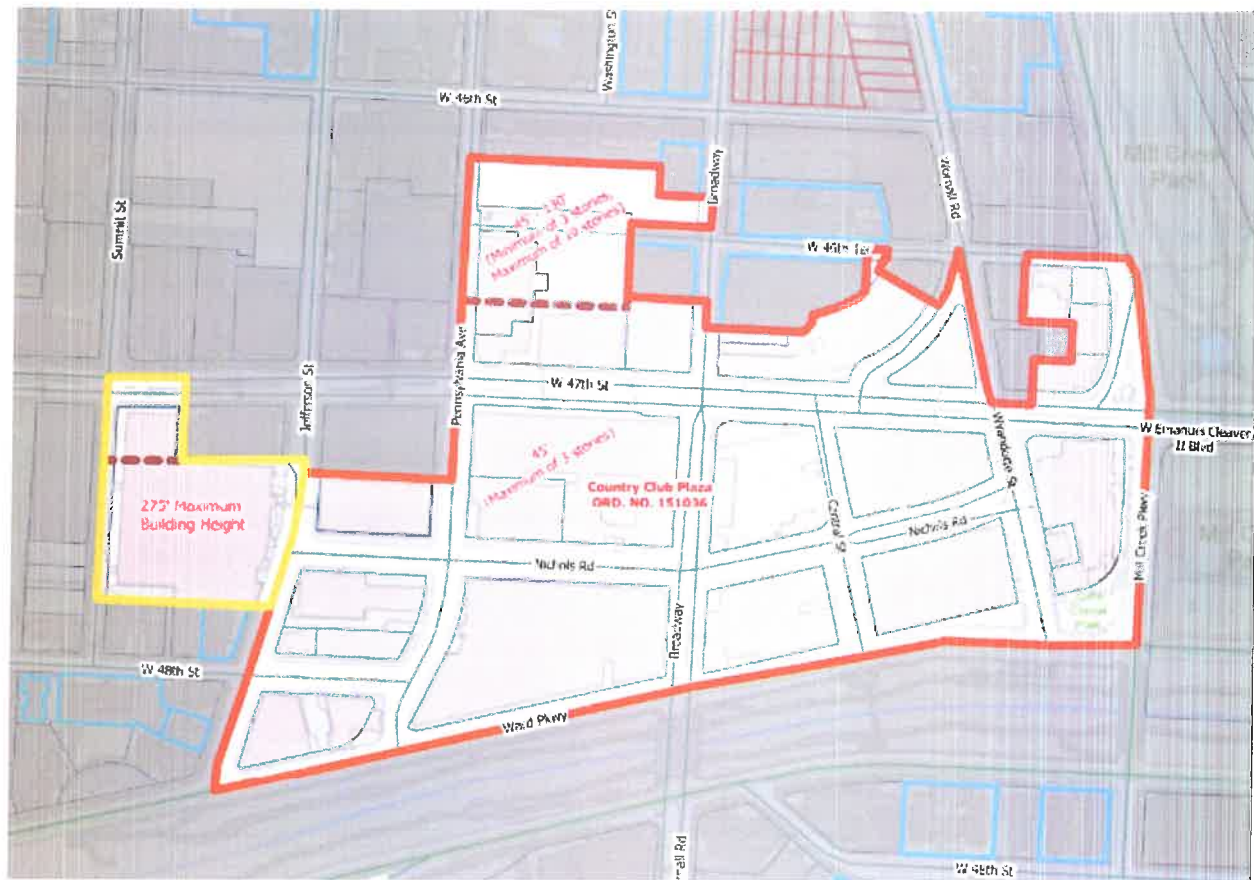 W 46th St
Washington St
Broadway
Wornall Rd
Summit St
45' - 130'
(Minimum of 3 stories,
Maximum of 10 stories)
W 46th Ter
Jefferson St
Pennsylvania Ave
W 47th St
W Emanuel Cleaver
II Blvd
Wyandotte St
45'
(Maximum of 3 stories)
Country Club Plaza
ORD. NO. 151036
275' Maximum
Building Height
Central St
Nichols Rd
Nichols Rd
Mill Creek Pkwy
Broadway
W 48th St
Ward Pkwy
W 48th St